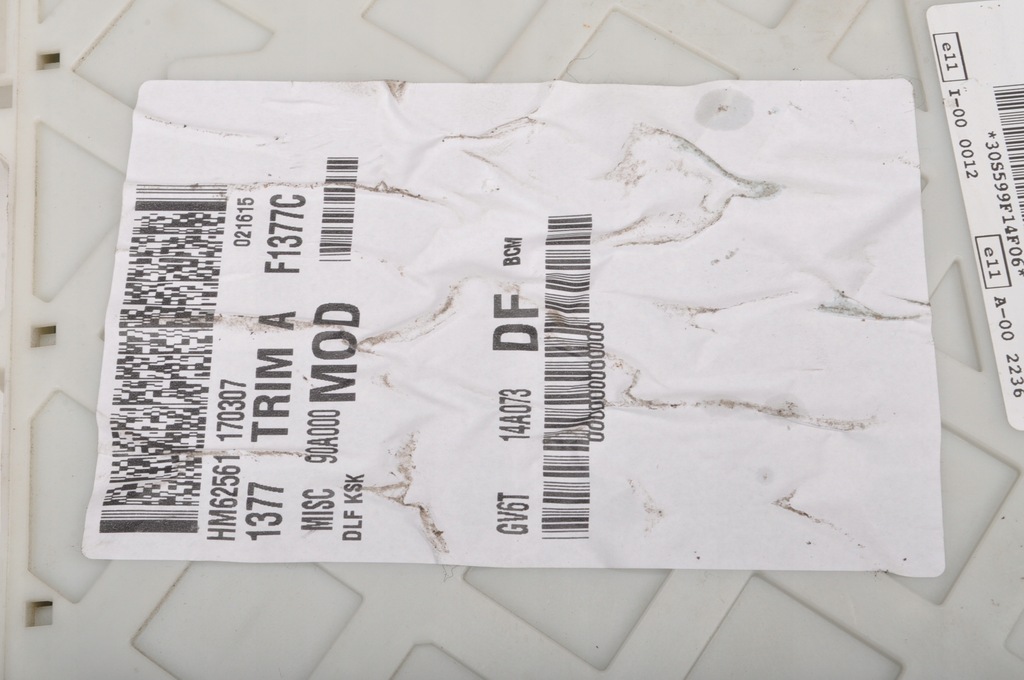 HM62561 170307 021615
1377 TRIM A F1377C
MISC 90A000 MOD
DLF KSK
GV6T 14A073 DF BCM
000000000000
e11 I-00 0012
*30S599F14F06*
e11 A-00 2236